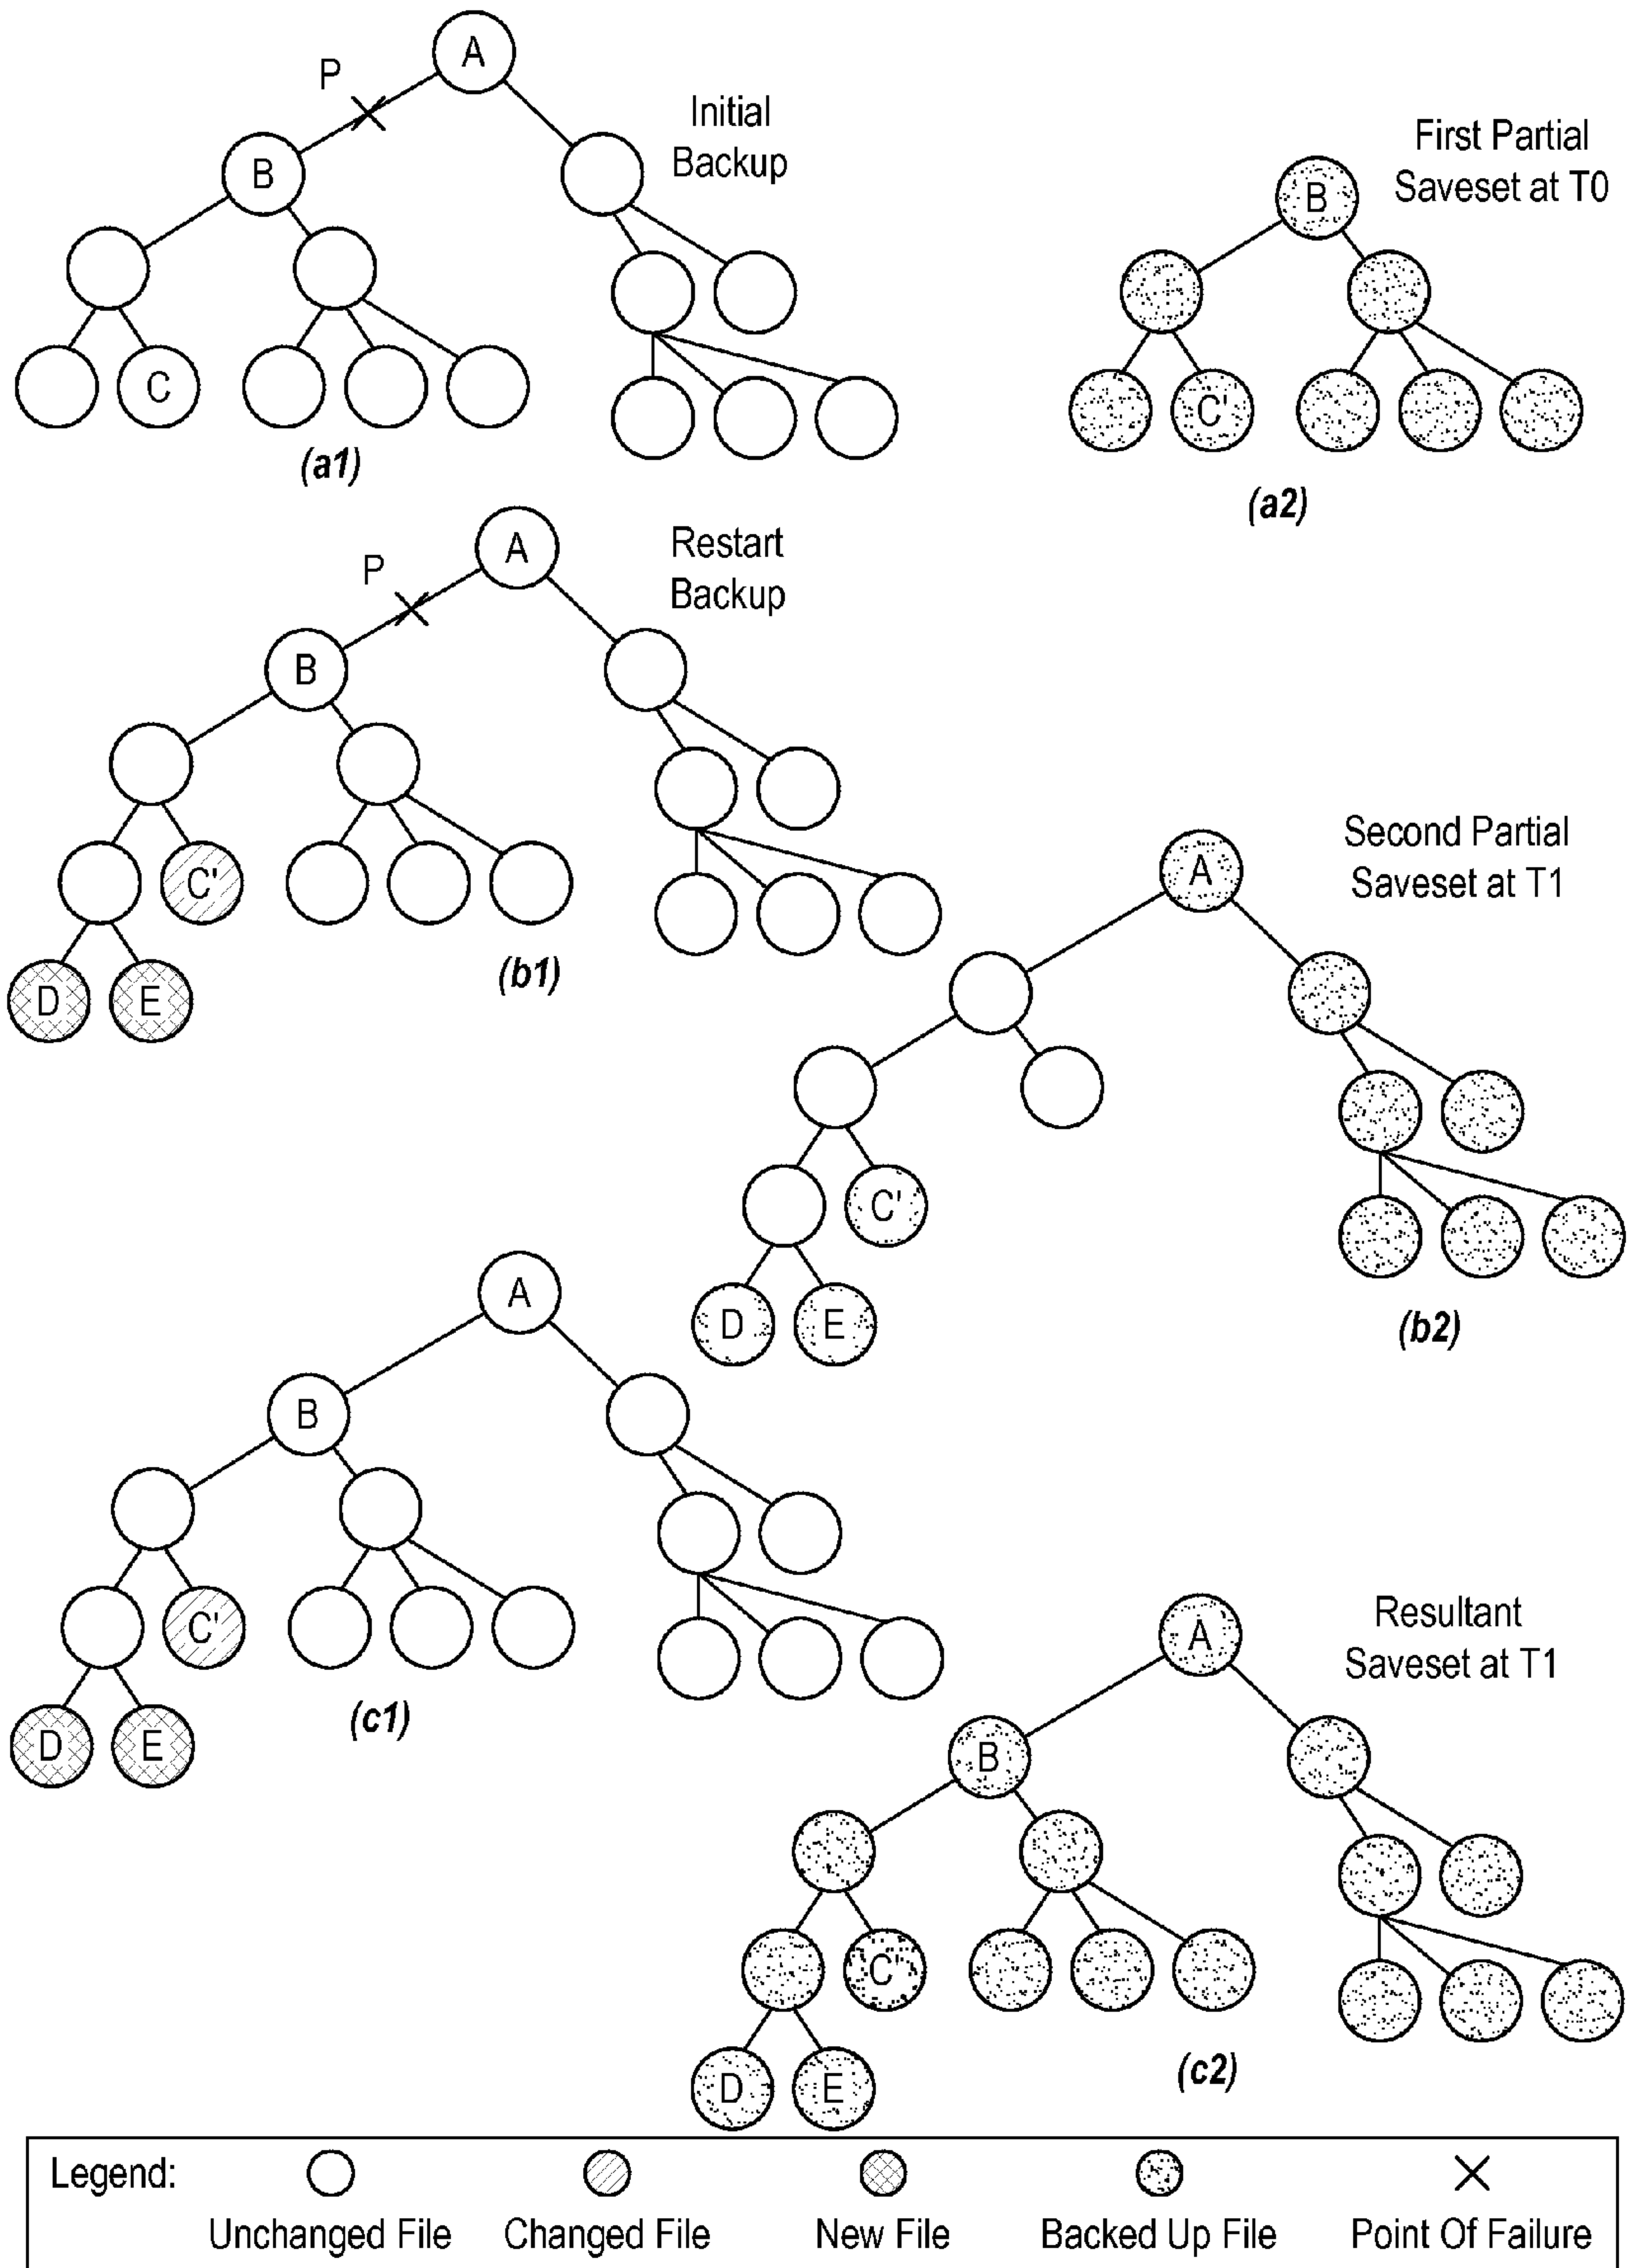 A
P
Initial
Backup
B
C
(a1)
First Partial
Saveset at T0
B
C'
(a2)
A
P
Restart
Backup
B
C'
D
E
(b1)
Second Partial
Saveset at T1
A
C'
D
E
(b2)
A
B
C'
D
E
(c1)
Resultant
Saveset at T1
A
B
C'
D
E
(c2)
Legend:
Unchanged File
Changed File
New File
Backed Up File
Point Of Failure